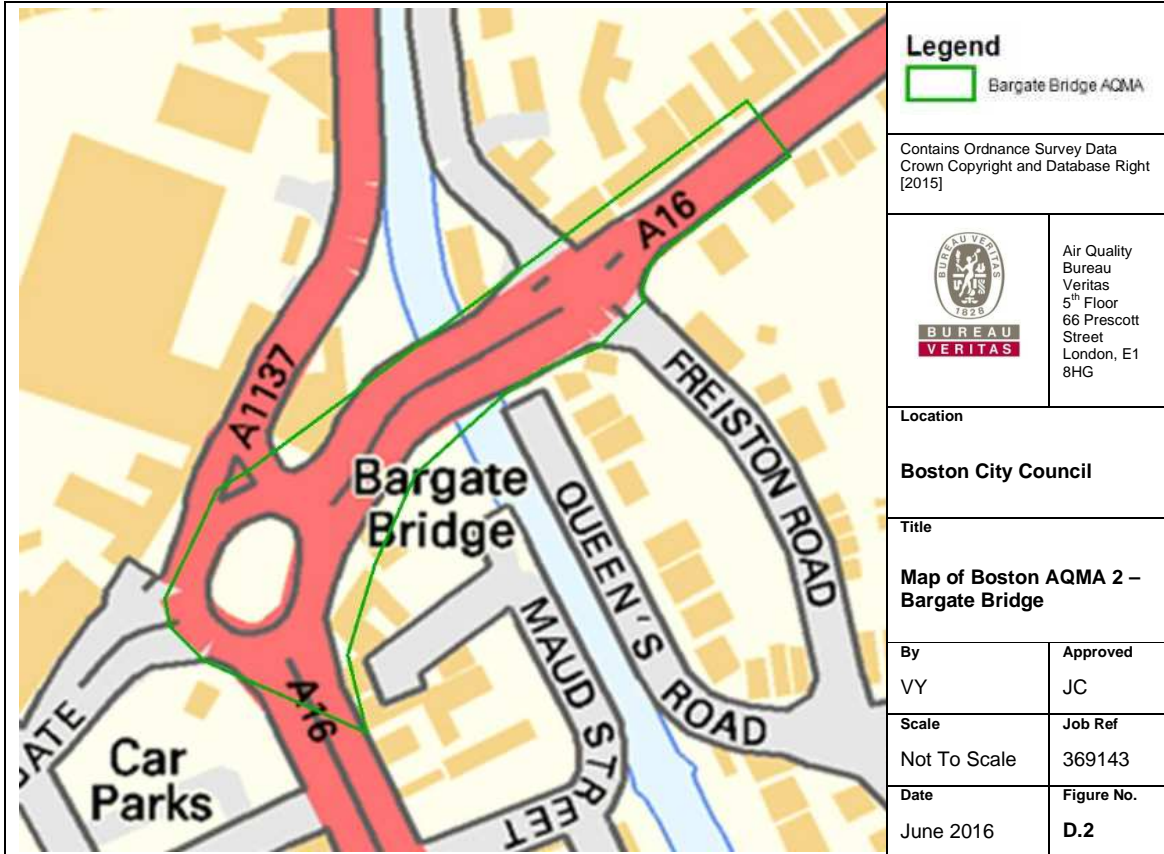 A1137
A16
Bargate
Bridge
FREISTON ROAD
QUEEN'S ROAD
MAUD STREET
A16
GATE
Car
Parks
Legend
Bargate Bridge AQMA
Contains Ordnance Survey Data
Crown Copyright and Database Right
[2015]
BUREAU VERITAS
1828
BUREAU
VERITAS
Air Quality
Bureau
Veritas
5th Floor
66 Prescott
Street
London, E1
8HG
Location
Boston City Council
Title
Map of Boston AQMA 2 –
Bargate Bridge
By
VY
Approved
JC
Scale
Not To Scale
Job Ref
369143
Date
June 2016
Figure No.
D.2